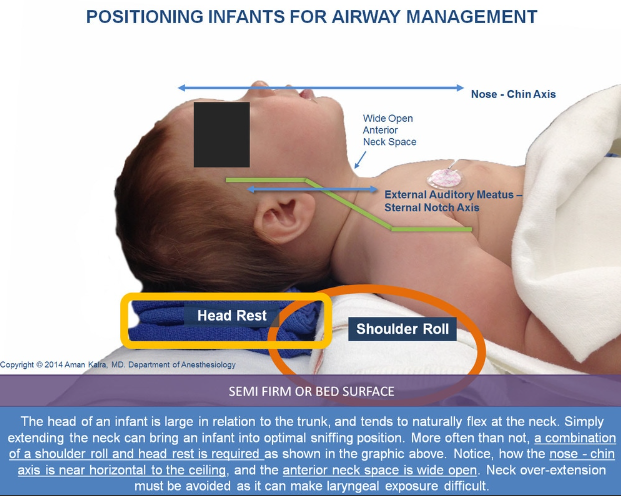 POSITIONING INFANTS FOR AIRWAY MANAGEMENT
Nose - Chin Axis
Wide Open
Anterior
Neck Space
External Auditory Meatus –
Sternal Notch Axis
Head Rest
Shoulder Roll
Copyright © 2014 Aman Kalra, MD. Department of Anesthesiology
SEMI FIRM OR BED SURFACE
The head of an infant is large in relation to the trunk, and tends to naturally flex at the neck. Simply
extending the neck can bring an infant into optimal sniffing position. More often than not, a combination
of a shoulder roll and head rest is required as shown in the graphic above. Notice, how the nose - chin
axis is near horizontal to the ceiling, and the anterior neck space is wide open. Neck over-extension
must be avoided as it can make laryngeal exposure difficult.